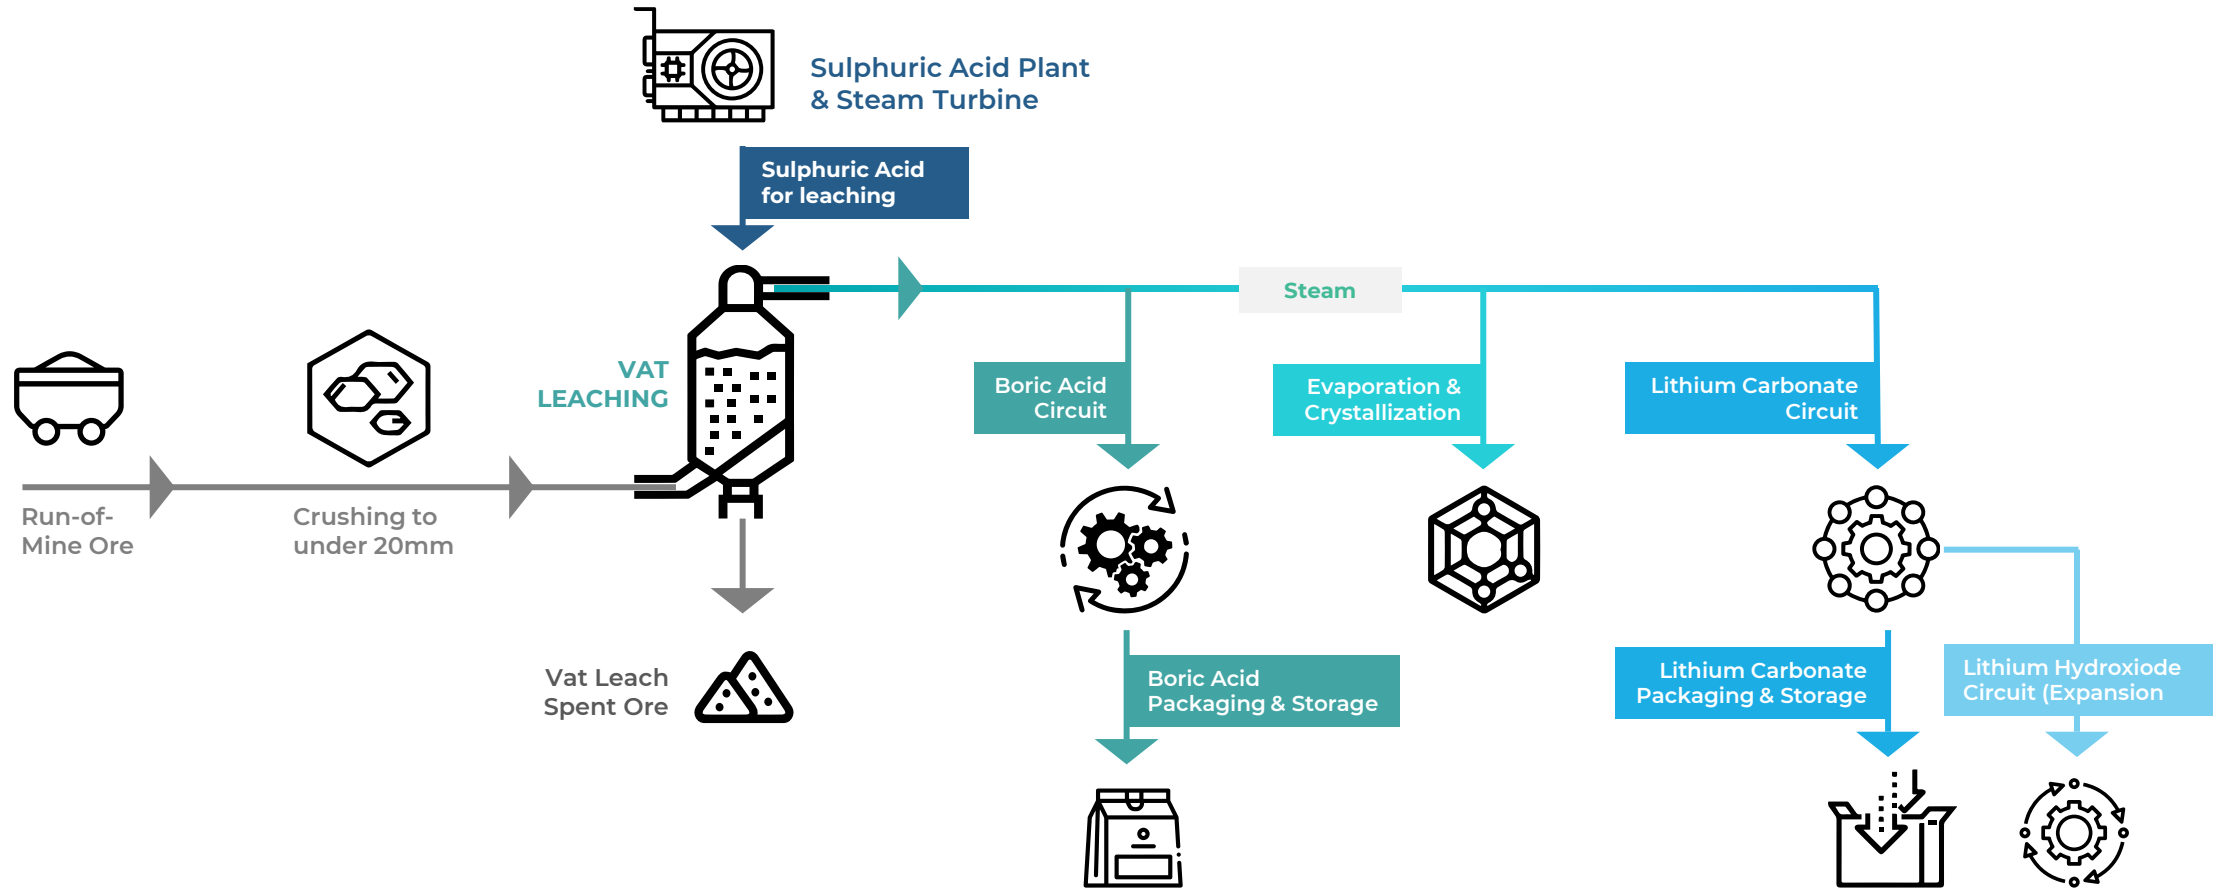 Sulphuric Acid Plant
& Steam Turbine
Sulphuric Acid
for leaching
Steam
VAT
LEACHING
Boric Acid
Circuit
Evaporation &
Crystallization
Lithium Carbonate
Circuit
Run-of-
Mine Ore
Crushing to
under 20mm
Vat Leach
Spent Ore
Boric Acid
Packaging & Storage
Lithium Carbonate
Packaging & Storage
Lithium Hydroxiode
Circuit (Expansion